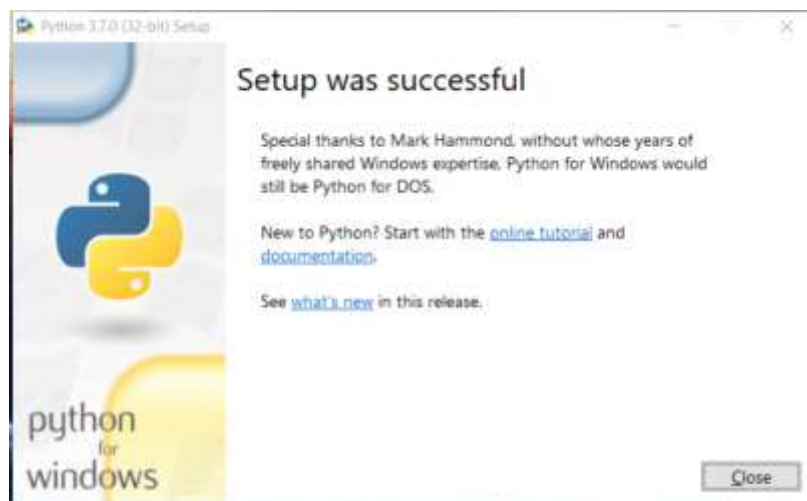 Python 3.7.0 (32-bit) Setup
Setup was successful
Special thanks to Mark Hammond, without whose years of
freely shared Windows expertise, Python for Windows would
still be Python for DOS.
New to Python? Start with the online tutorial and
documentation.
See what's new in this release.
python
for
windows
Close